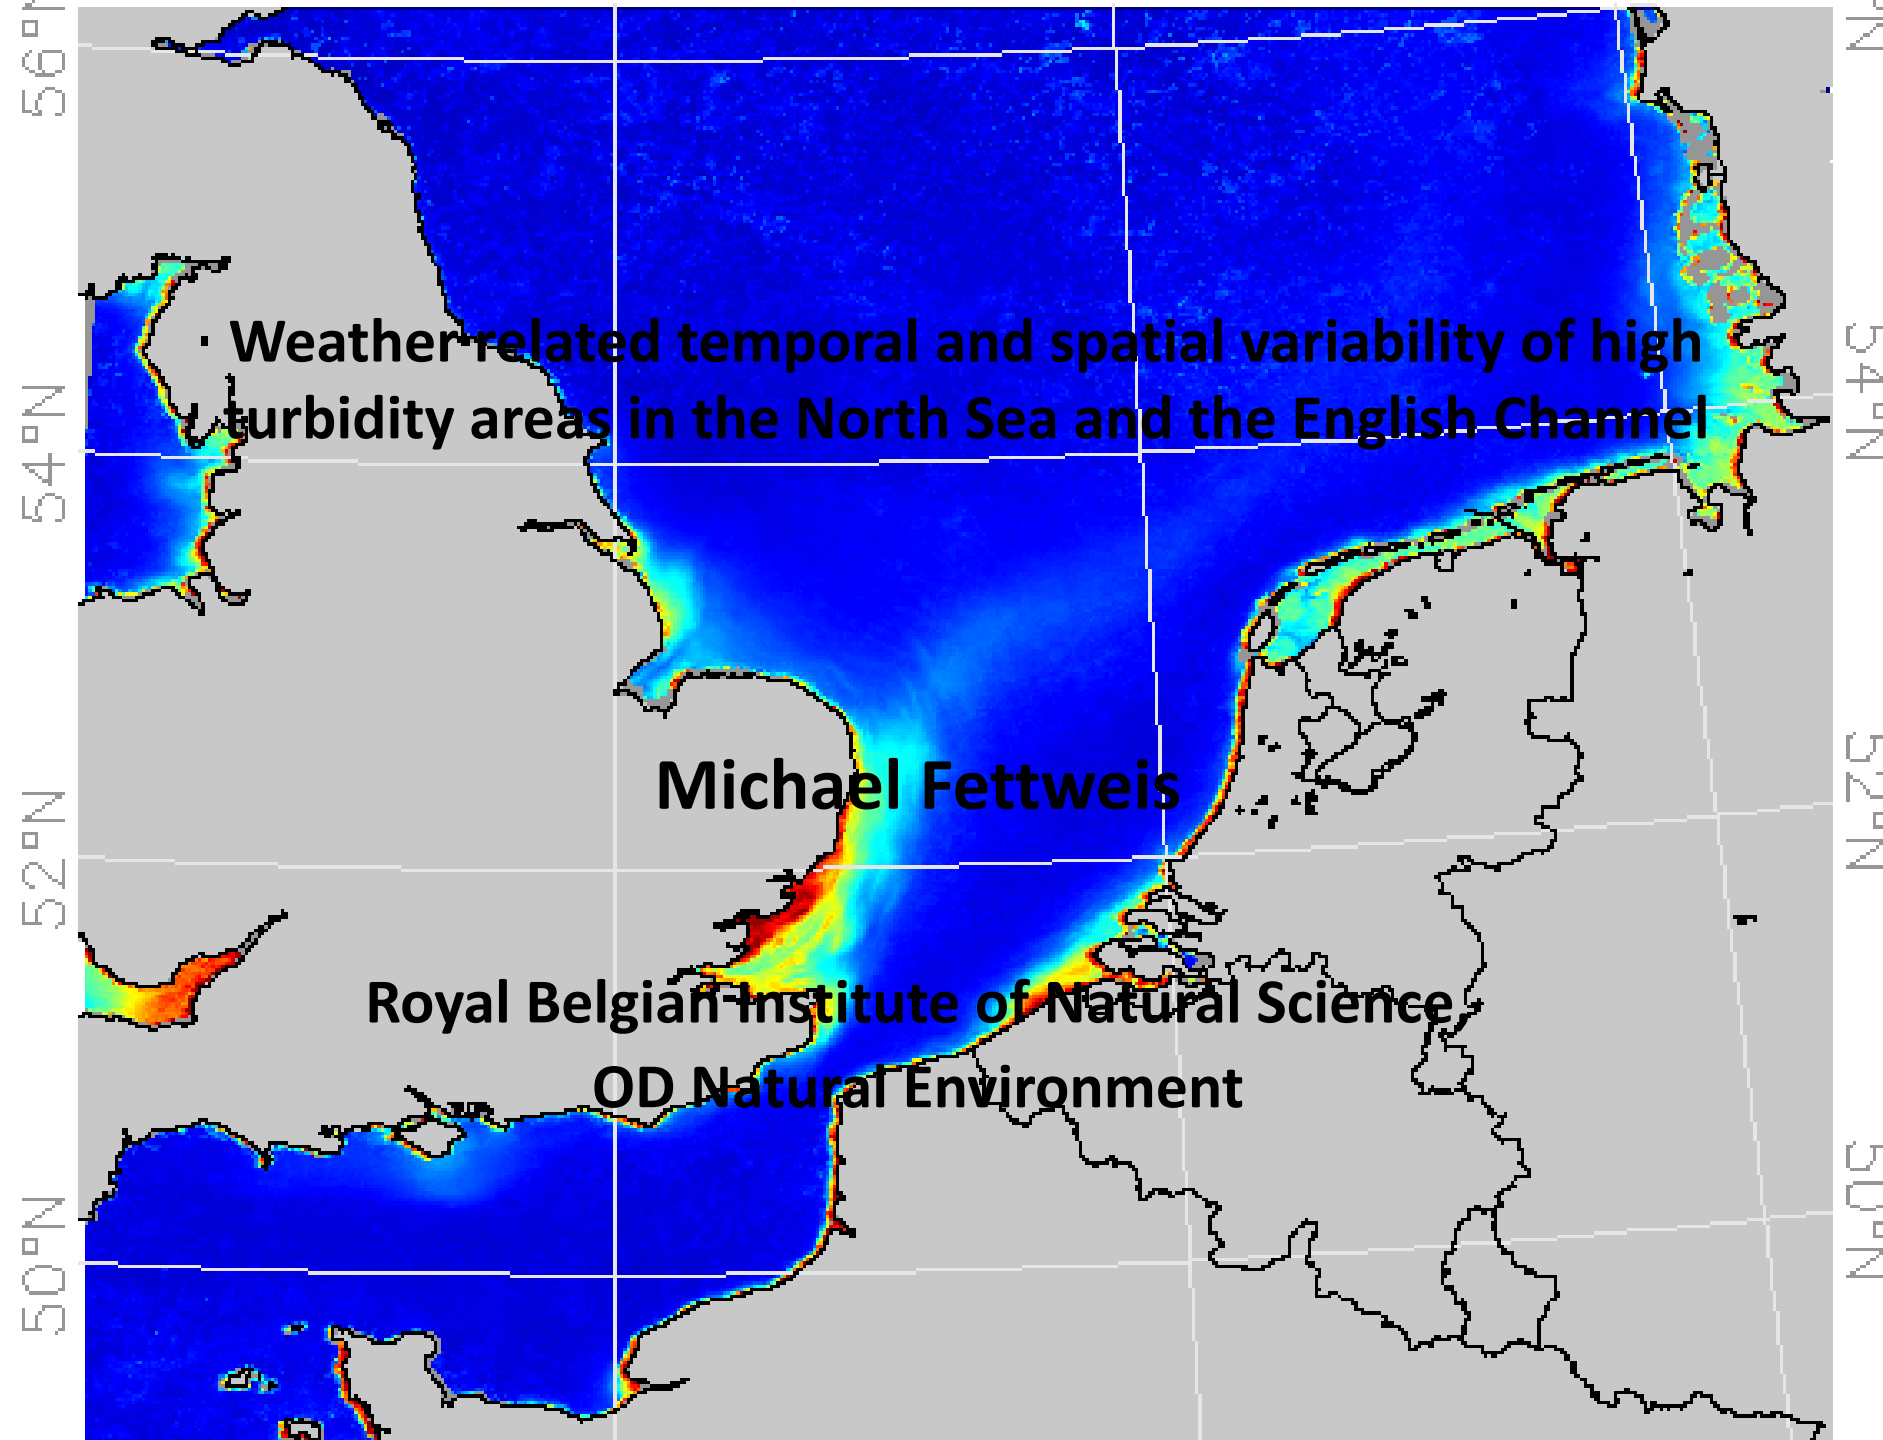 56°N
· Weather related temporal and spatial variability of high
turbidity areas in the North Sea and the English Channel
54°N
54°N
Michael Fettweis
52°N
52°N
Royal Belgian Institute of Natural Science,
OD Natural Environment
50°N
50°N